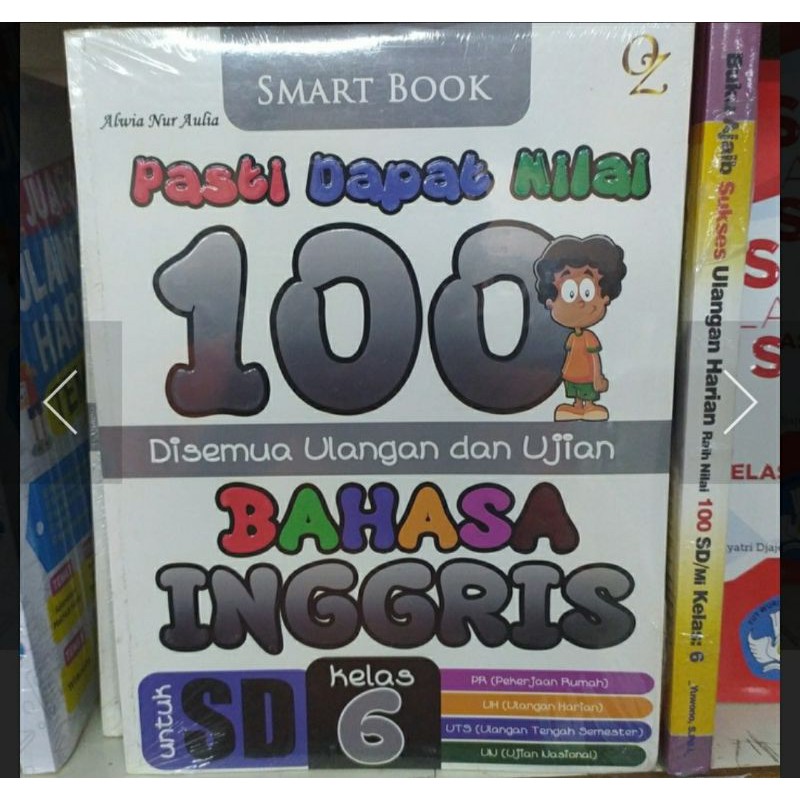 SMART BOOK
OZ
Alwia Nur Aulia
Pasti Dapat Nilai
100
Disemua Ulangan dan Ujian
BAHASA
INGGRIS
untuk
SD
kelas
6
PR (Pekerjaan Rumah)
UH (Ulangan Harian)
UTS (Ulangan Tengah Semester)
UN (Ujian Nasional)
Buku Ajaib Sukses Ulangan Harian Raih Nilai 100 SD/MI Kelas: 6
ELAS